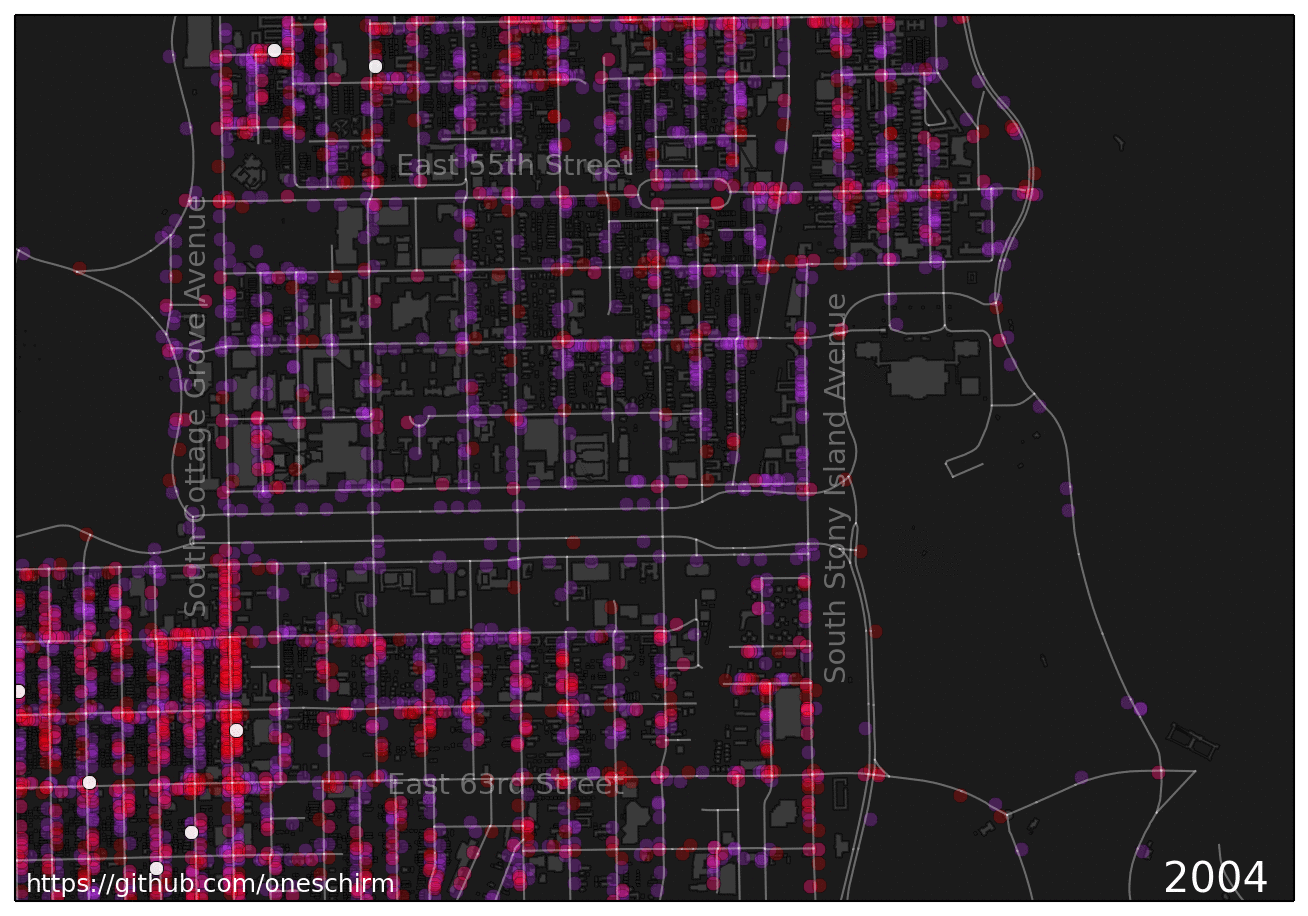 East 55th Street
South Cottage Grove Avenue
South Stony Island Avenue
East 63rd Street
https://github.com/oneschirm
2004